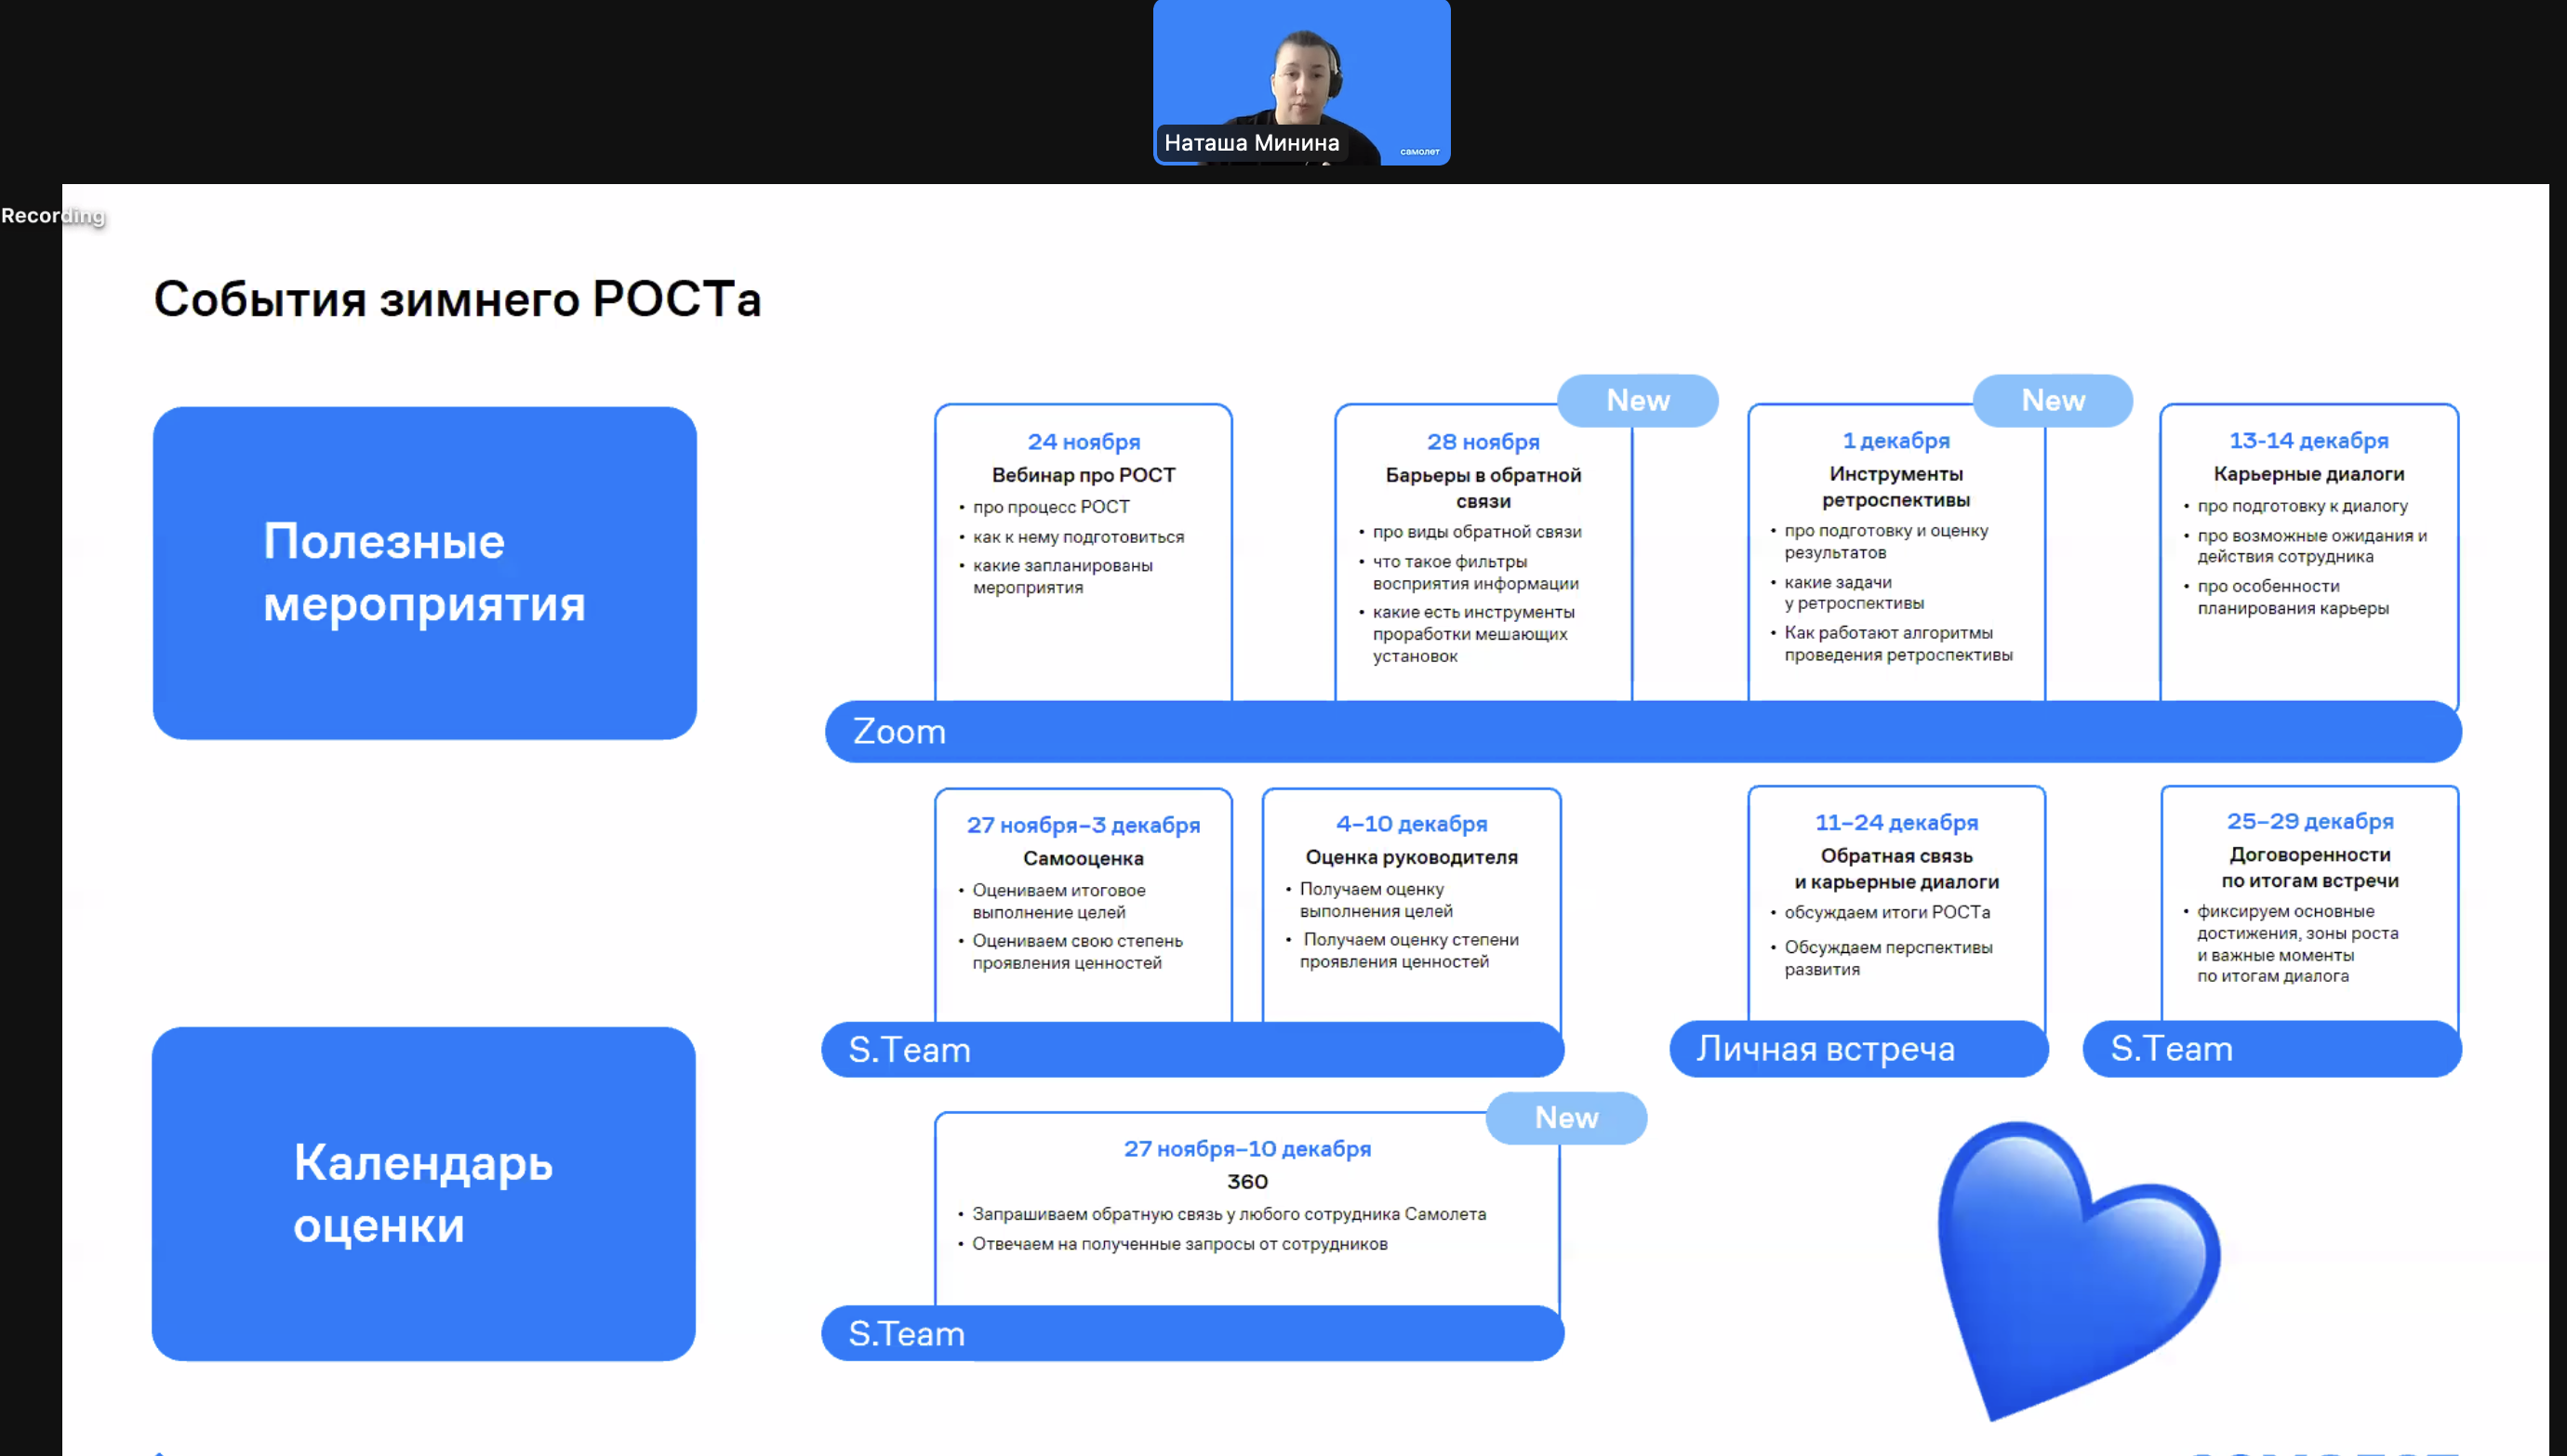 Наташа Минина
самолет
Recording
События зимнего РОСТа
Полезные
мероприятия
24 ноября
Вебинар про РОСТ
• про процесс РОСТ
• как к нему подготовиться
• какие запланированы
мероприятия
New
28 ноября
Барьеры в обратной
связи
• про виды обратной связи
• что такое фильтры
восприятия информации
• какие есть инструменты
проработки мешающих
установок
New
1 декабря
Инструменты
ретроспективы
• про подготовку и оценку
результатов
• какие задачи
у ретроспективы
• Как работают алгоритмы
проведения ретроспективы
13-14 декабря
Карьерные диалоги
• про подготовку к диалогу
• про возможные ожидания и
действия сотрудника
• про особенности
планирования карьеры
Zoom
Календарь
оценки
27 ноября–3 декабря
Самооценка
• Оцениваем итоговое
выполнение целей
• Оцениваем свою степень
проявления ценностей
4–10 декабря
Оценка руководителя
• Получаем оценку
выполнения целей
• Получаем оценку степени
проявления ценностей
S.Team
11–24 декабря
Обратная связь
и карьерные диалоги
• обсуждаем итоги РОСТа
• Обсуждаем перспективы
развития
Личная встреча
25–29 декабря
Договоренности
по итогам встречи
• фиксируем основные
достижения, зоны роста
и важные моменты
по итогам диалога
S.Team
New
27 ноября–10 декабря
360
• Запрашиваем обратную связь у любого сотрудника Самолета
• Отвечаем на полученные запросы от сотрудников
S.Team